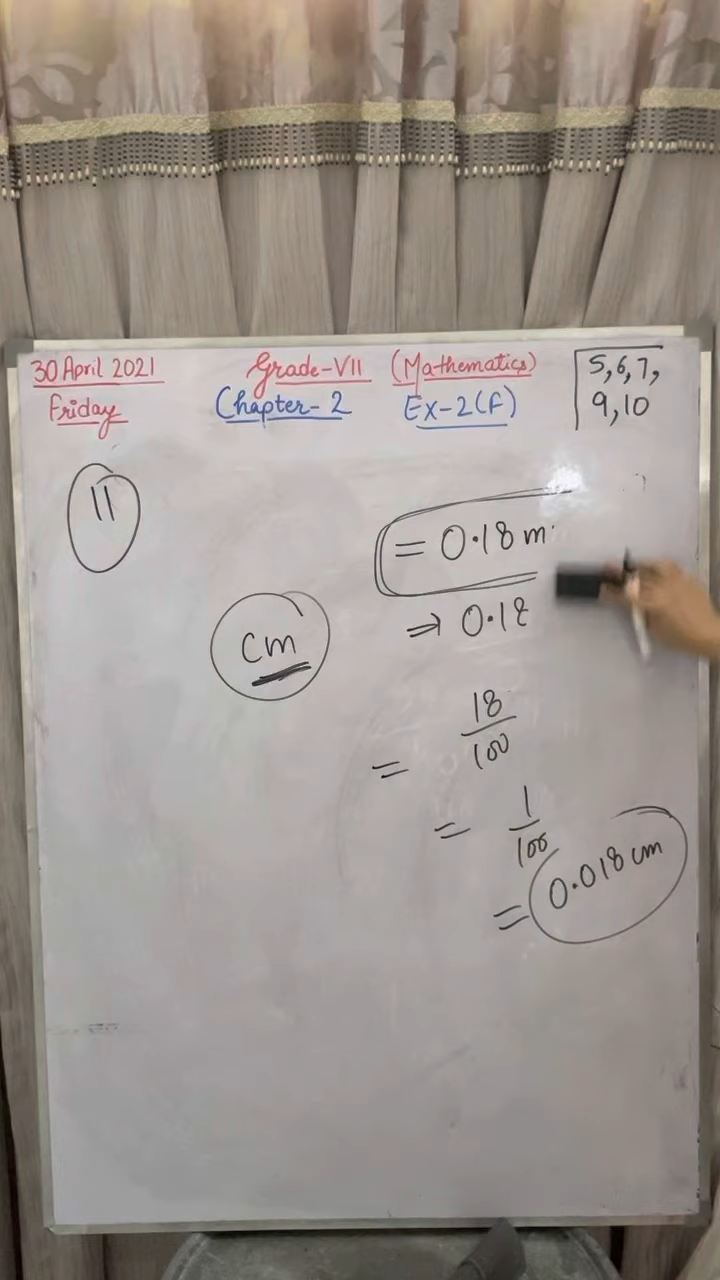 30 April 2021 Grade-VII (Mathematics) 5,6,7,
Friday Chapter-2 Ex-2(F) 9,10
11
= 0.18 m
⇒ 0.18
cm
= 18/100
= 1/100
= 0.018 cm